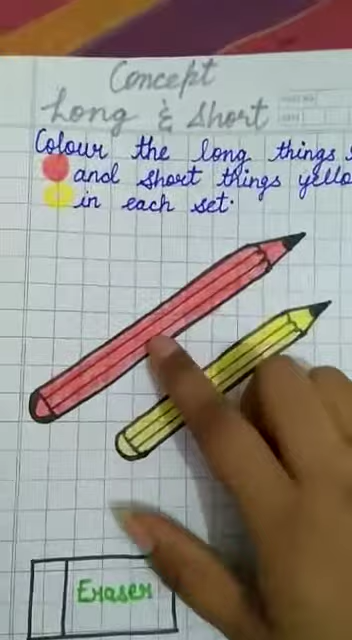 Concept
Long & Short
Colour the long things
and short things
in each set.
Eraser